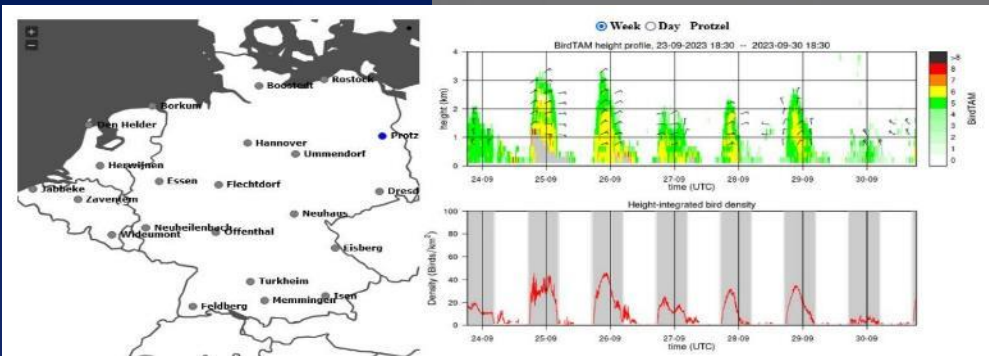 +
−
Boostedt
Rostock
Borkum
Den Helder
Protz
Hannover
Ummendorf
Herwijnen
Essen
Flechtdorf
Jabbeke
Zaventem
Dresd
Neuhaus
Neuheilenbach
Offenthal
Wideumont
Eisberg
Turkheim
Isen
Memmingen
Feldberg
Week Day Protzel
BirdTAM height profile, 23-09-2023 18:30 -- 2023-09-30 18:30
height (km)
4
3
2
1
0
24-09 25-09 26-09 27-09 28-09 29-09 30-09
time (UTC)
>8
8
7
6
5
4
3
2
1
0
BirdTAM
Height-integrated bird density
Density (Birds/km²)
100
80
60
40
20
0
24-09 25-09 26-09 27-09 28-09 29-09 30-09
time (UTC)